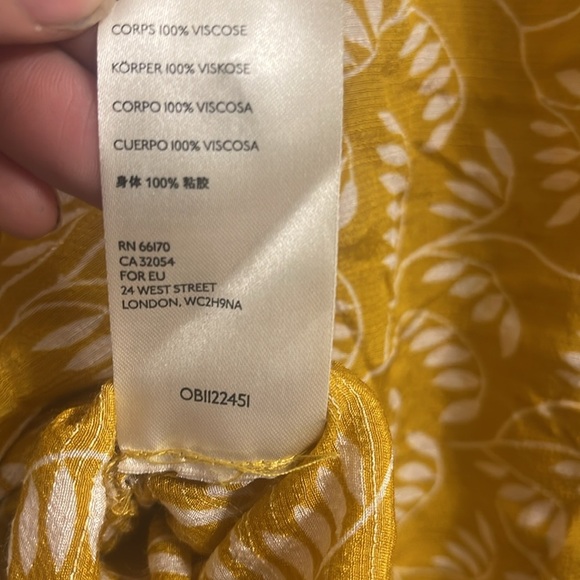 CORPS 100% VISCOSE
KÖRPER 100% VISKOSE
CORPO 100% VISCOSA
CUERPO 100% VISCOSA
身体 100% 粘胶
RN 66170
CA 32054
FOR EU
24 WEST STREET
LONDON, WC2H9NA
OB1122451